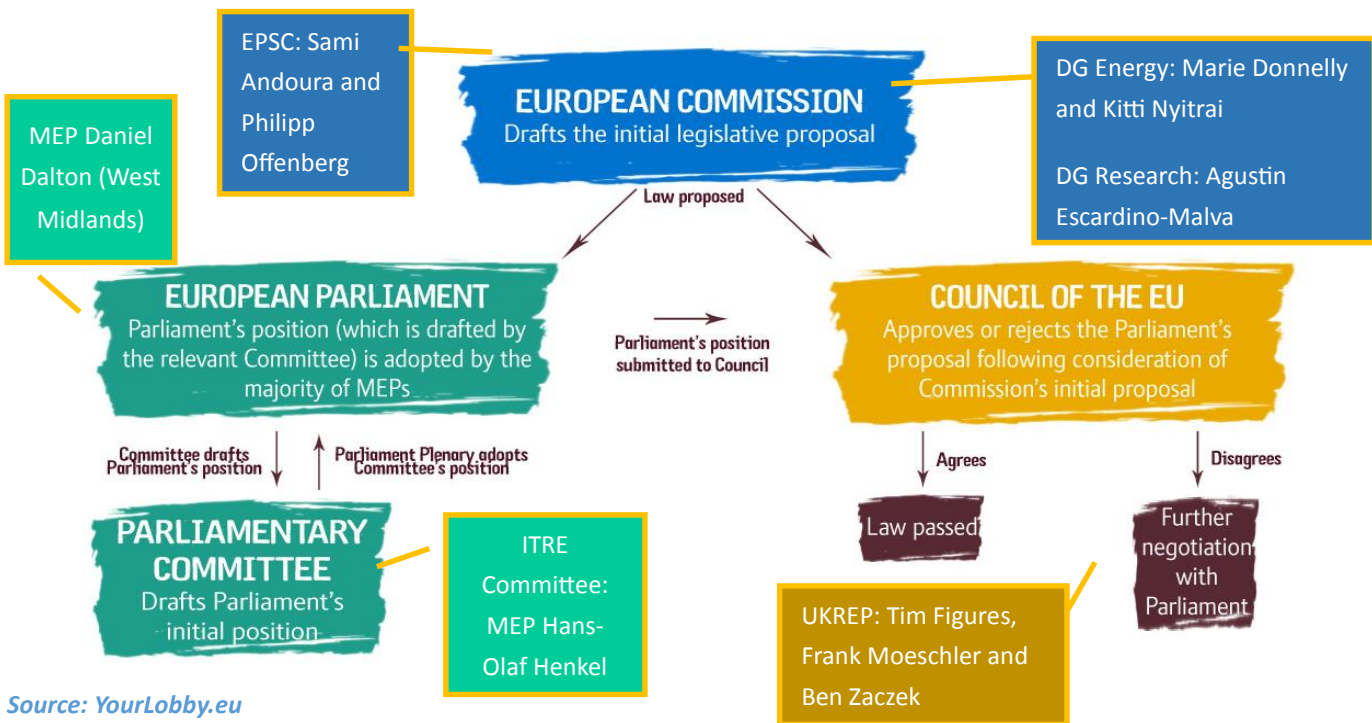 EPSC: Sami
Andoura and
Philipp
Offenberg
EUROPEAN COMMISSION
Drafts the initial legislative proposal
DG Energy: Marie Donnelly
and Kitti Nyitrai
DG Research: Agustin
Escardino-Malva
MEP Daniel
Dalton (West
Midlands)
Law proposed
EUROPEAN PARLIAMENT
Parliament's position (which is drafted by
the relevant Committee) is adopted by the
majority of MEPs
Parliament's position
submitted to Council
COUNCIL OF THE EU
Approves or rejects the Parliament's
proposal following consideration of
Commission's initial proposal
Committee drafts
Parliament's position
Parliament Plenary adopts
Committee's position
Agrees
Disagrees
PARLIAMENTARY
COMMITTEE
Drafts Parliament's
initial position
ITRE
Committee:
MEP Hans-
Olaf Henkel
Law passed
Further
negotiation
with
Parliament
UKREP: Tim Figures,
Frank Moeschler and
Ben Zaczek
Source: YourLobby.eu